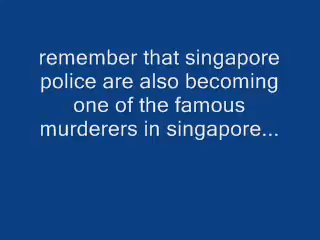 remember that singapore
police are also becoming
one of the famous
murderers in singapore...